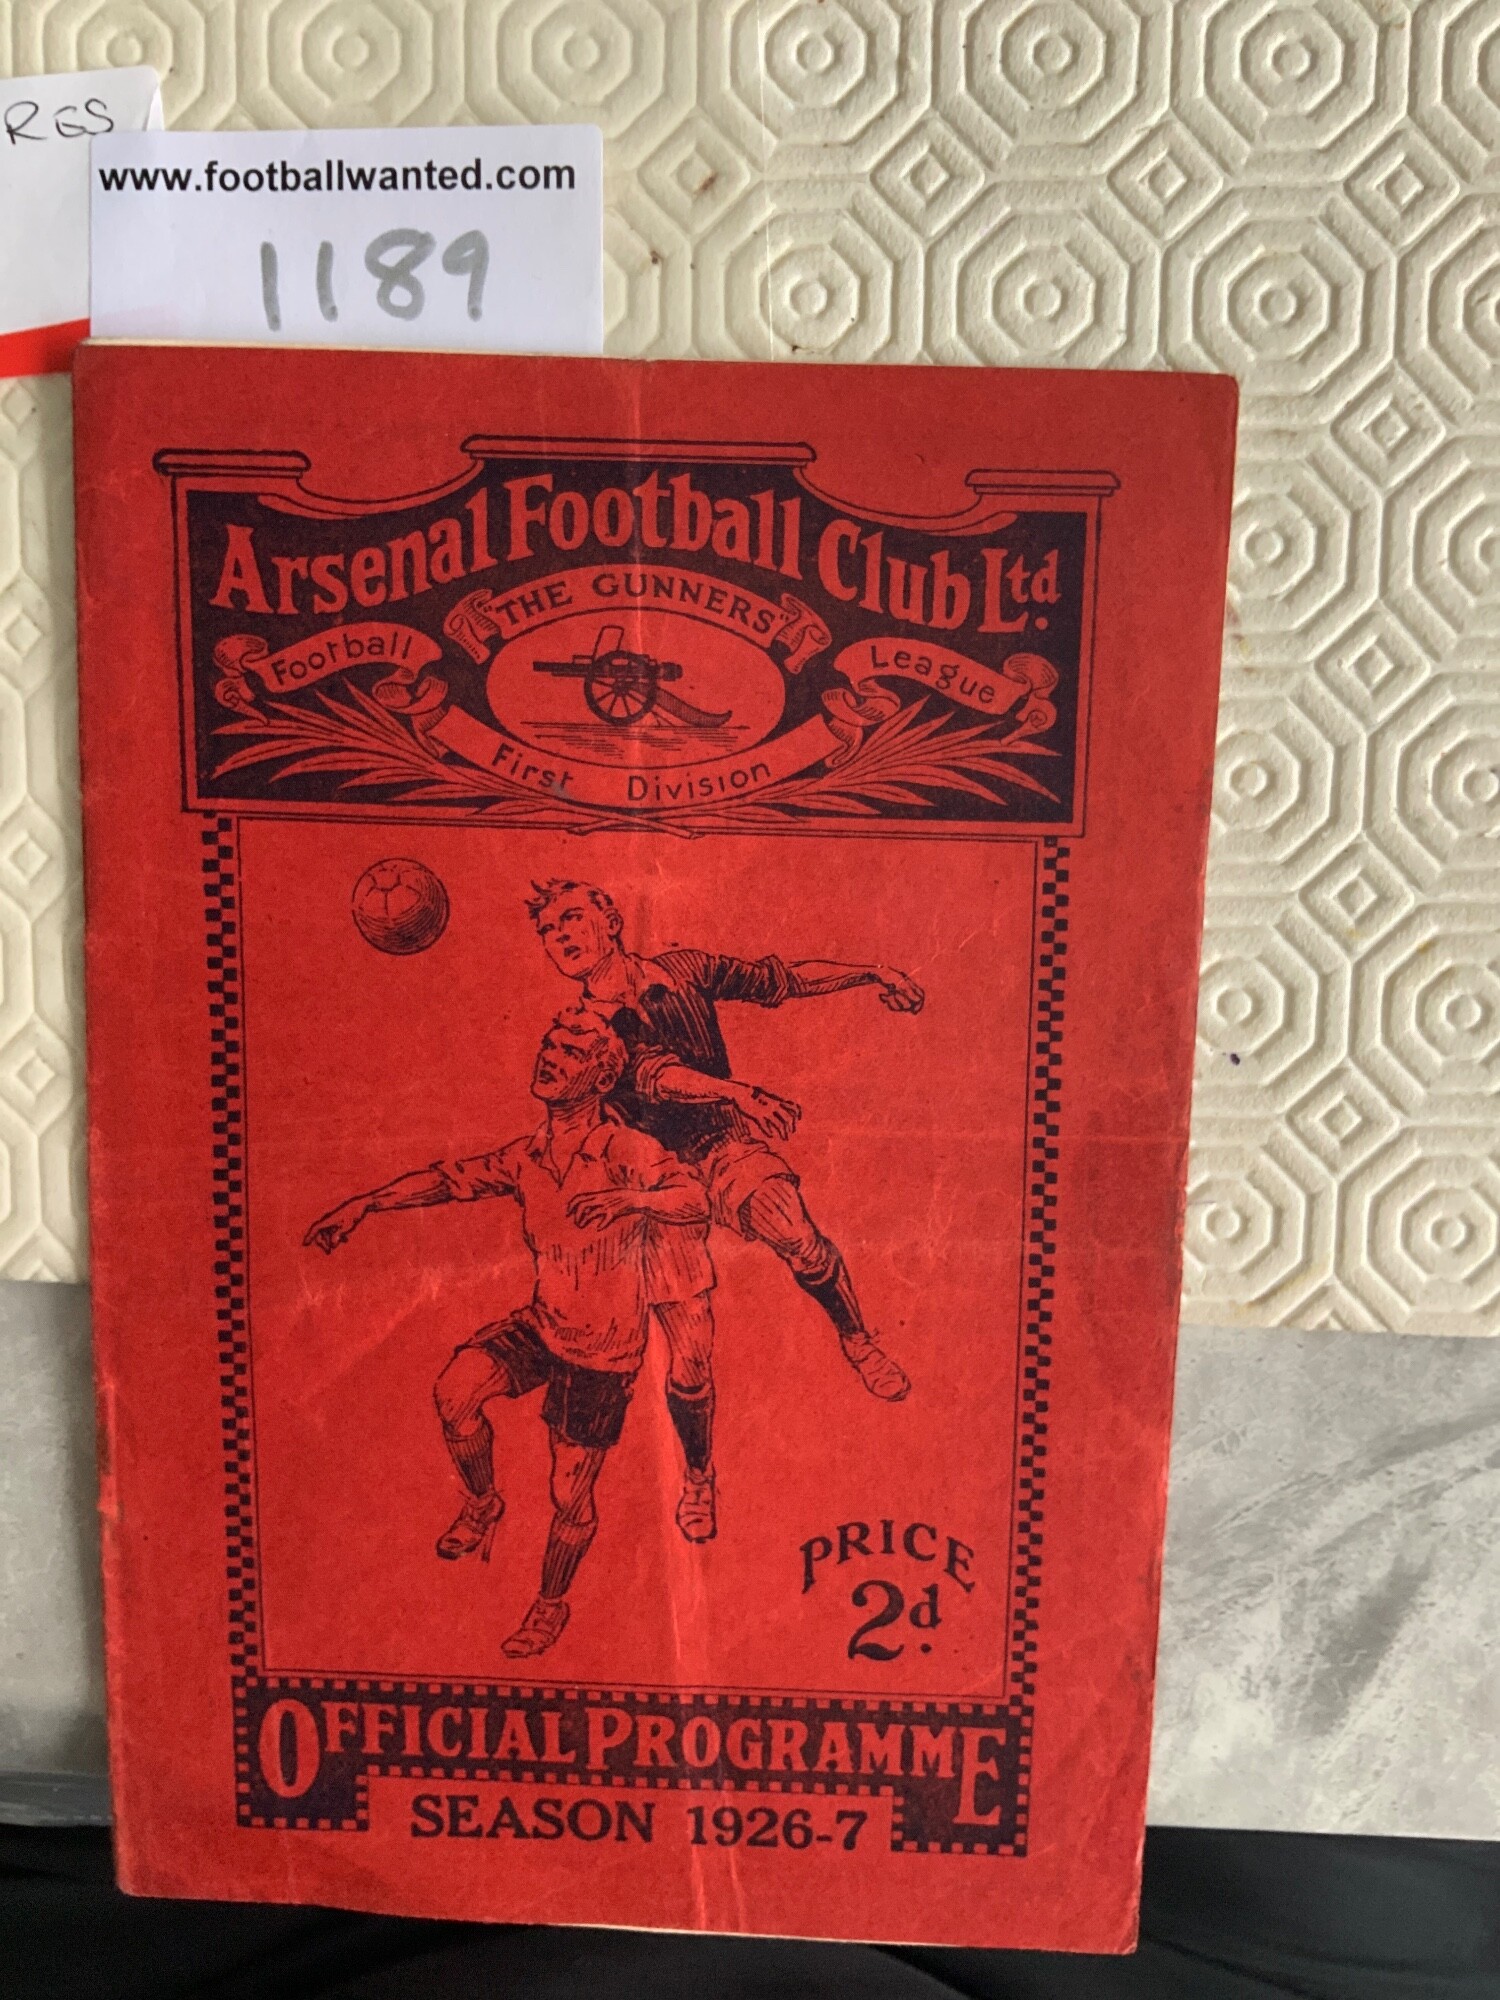 RGS
www.footballwanted.com
1189
Arsenal Football Club Ltd.
"THE GUNNERS"
Football League
First Division
PRICE
2d.
OFFICIAL PROGRAMME
SEASON 1926-7